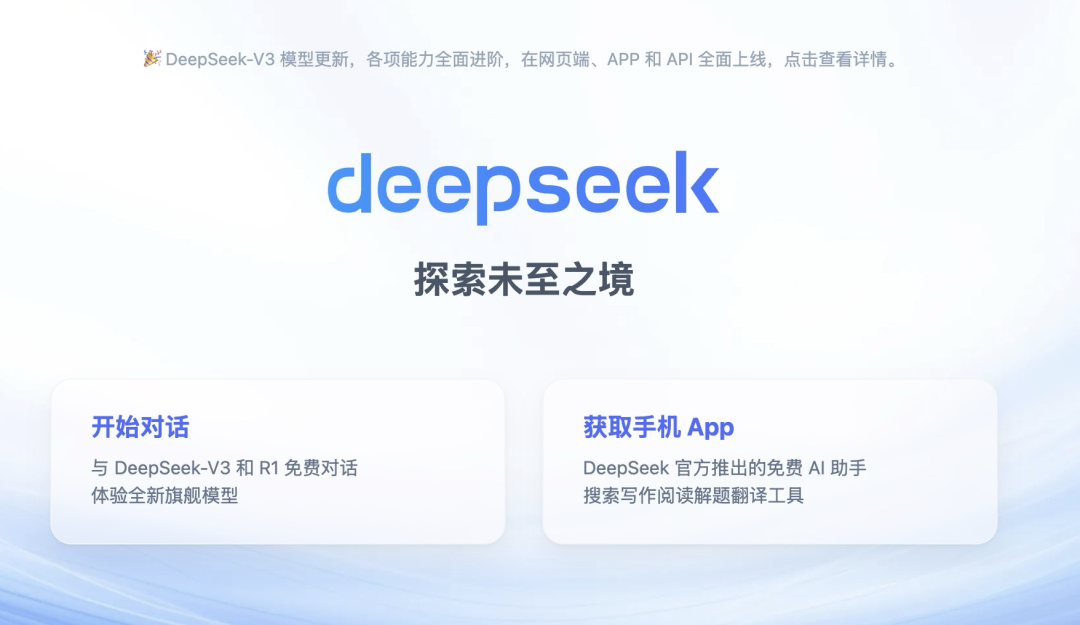 🎉 DeepSeek-V3 模型更新，各项能力全面进阶，在网页端、APP 和 API 全面上线，点击查看详情。
deepseek
探索未至之境
开始对话
与 DeepSeek-V3 和 R1 免费对话
体验全新旗舰模型
获取手机 App
DeepSeek 官方推出的免费 AI 助手
搜索写作阅读解题翻译工具